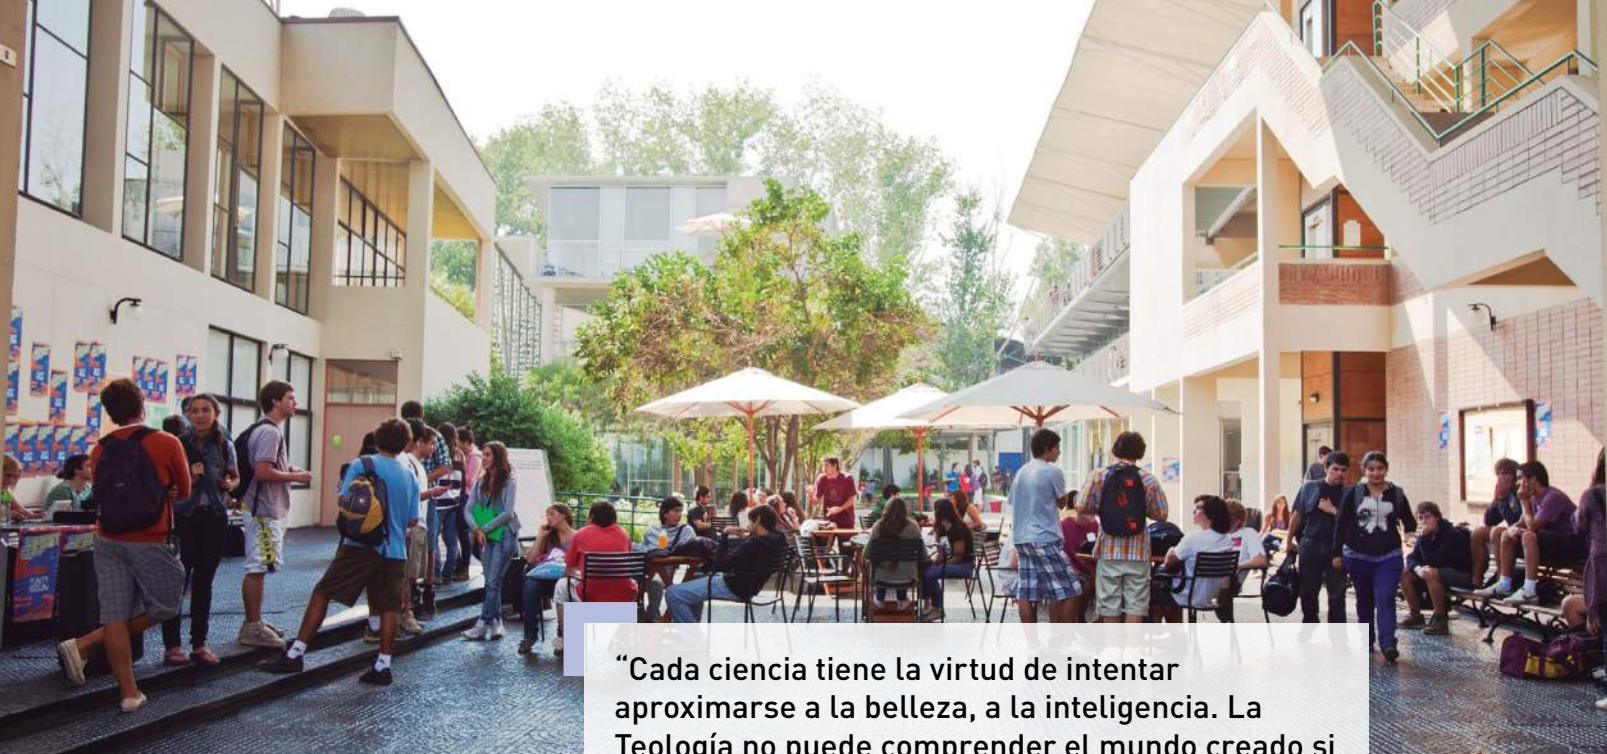 “Cada ciencia tiene la virtud de intentar
aproximarse a la belleza, a la inteligencia. La
Teología no puede comprender el mundo creado si